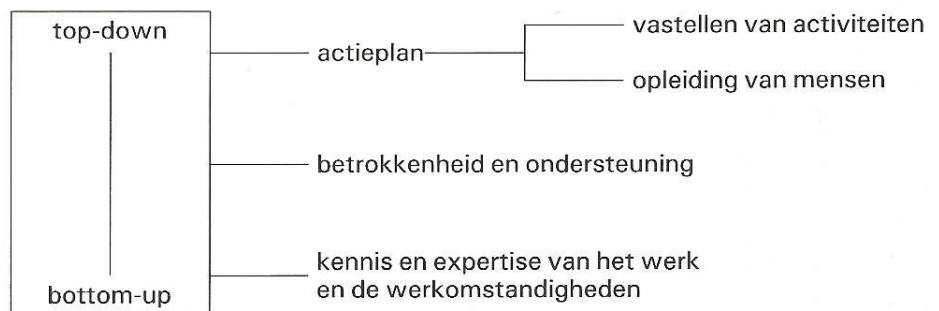 top-down
actieplan
vastellen van activiteiten
opleiding van mensen
betrokkenheid en ondersteuning
kennis en expertise van het werk
en de werkomstandigheden
bottom-up